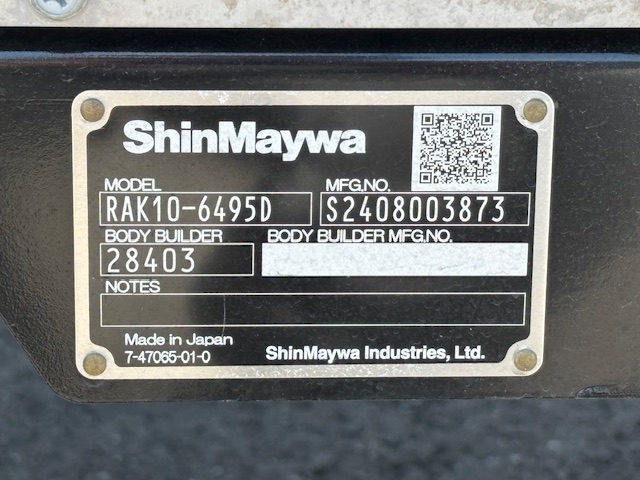 ShinMaywa
MODEL MFG.NO.
RAK10-6495D S2408003873
BODY BUILDER BODY BUILDER MFG,NO.
28403
NOTES
Made in Japan
7-47065-01-0 ShinMaywa Industries, Ltd.